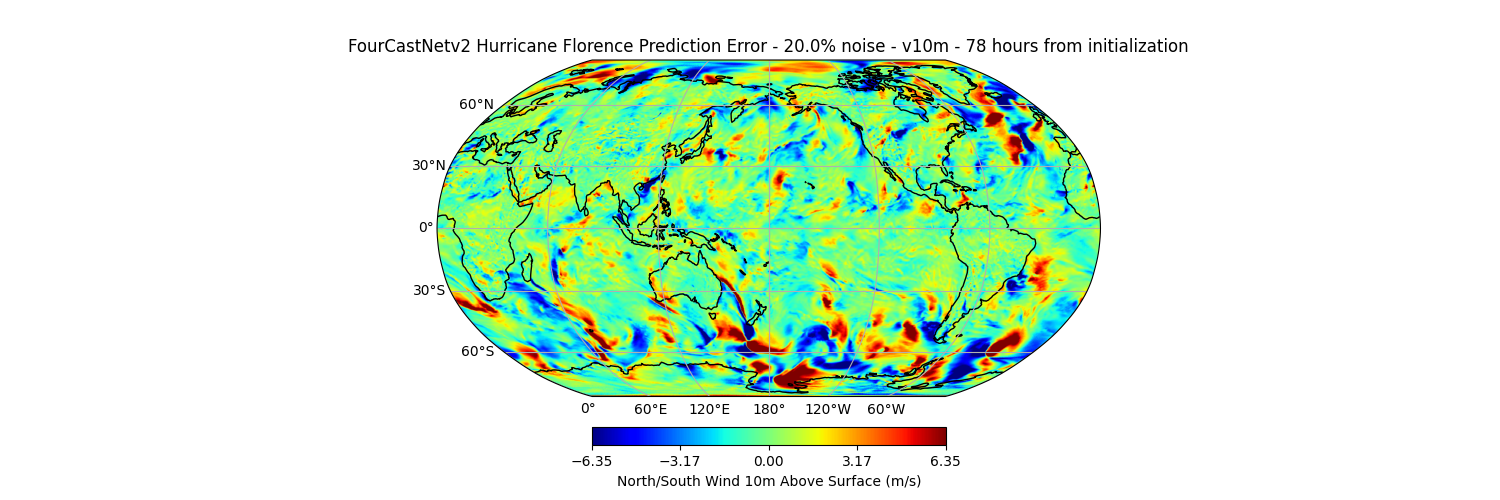 FourCastNetv2 Hurricane Florence Prediction Error - 20.0% noise - v10m - 78 hours from initialization
60°N
30°N
0°
30°S
60°S
0° 60°E 120°E 180° 120°W 60°W
−6.35 −3.17 0.00 3.17 6.35
North/South Wind 10m Above Surface (m/s)